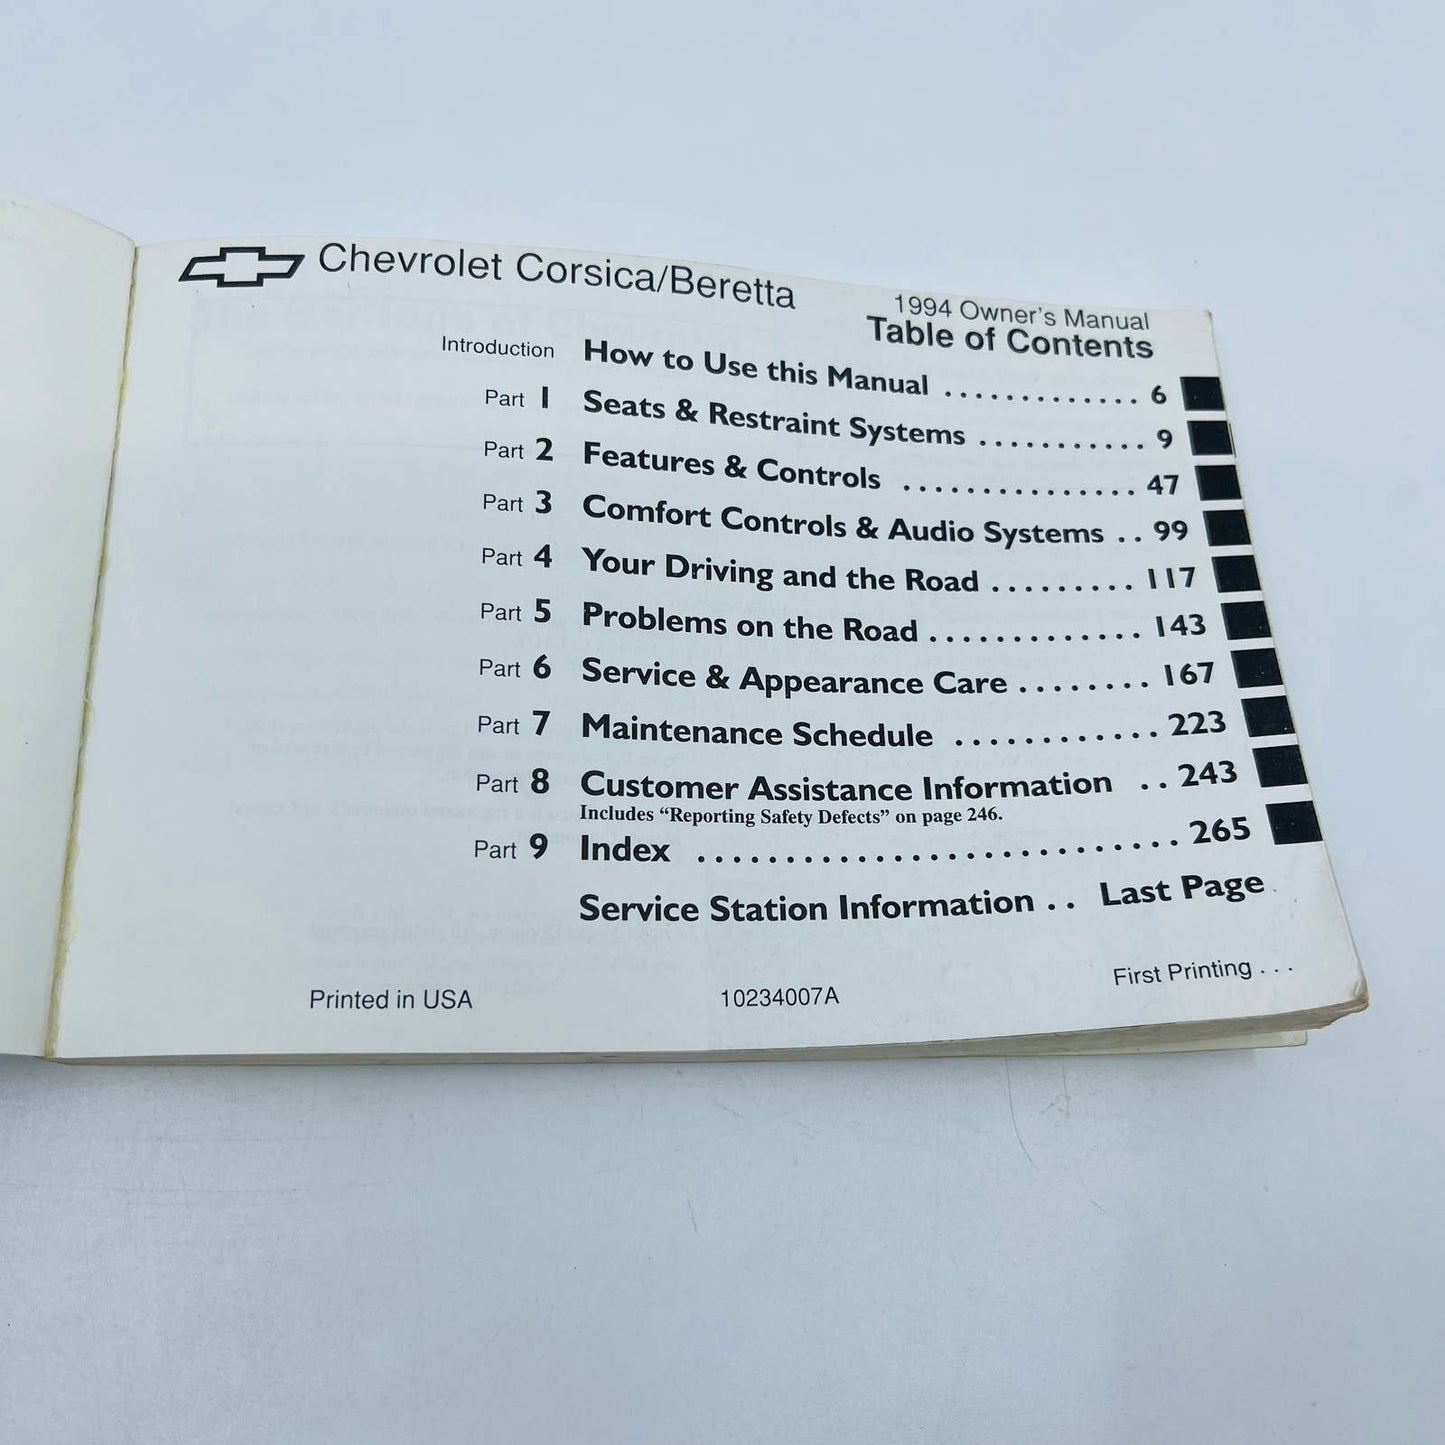 Chevrolet Corsica/Beretta
1994 Owner's Manual
Table of Contents
Introduction How to Use this Manual . . . . . . . . . . . . . 6
Part 1 Seats & Restraint Systems . . . . . . . . . . . 9
Part 2 Features & Controls . . . . . . . . . . . . . . . 47
Part 3 Comfort Controls & Audio Systems . . 99
Part 4 Your Driving and the Road . . . . . . . . . 117
Part 5 Problems on the Road . . . . . . . . . . . . . 143
Part 6 Service & Appearance Care . . . . . . . . 167
Part 7 Maintenance Schedule . . . . . . . . . . . . 223
Part 8 Customer Assistance Information . . 243
Includes “Reporting Safety Defects” on page 246.
Part 9 Index . . . . . . . . . . . . . . . . . . . . . . . . . . . 265
Service Station Information . . Last Page
First Printing . . .
Printed in USA 10234007A